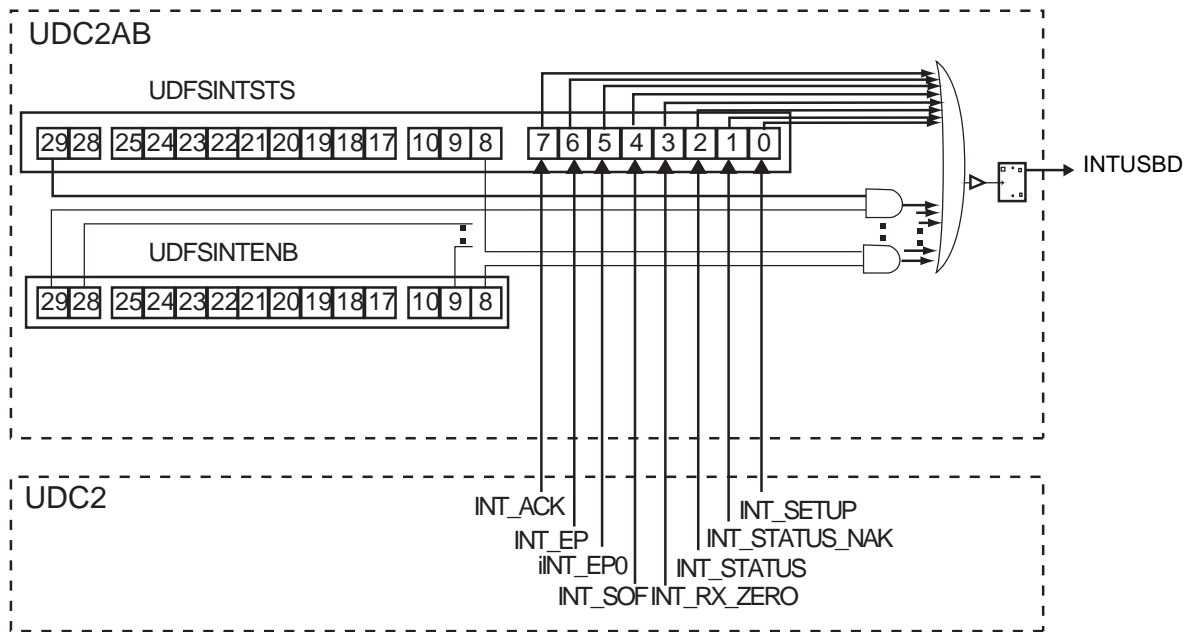 UDC2AB
UDFSINTSTS
29 28 25 24 23 22 21 20 19 18 17 10 9 8 7 6 5 4 3 2 1 0
INTUSBD
UDFSINTENB
29 28 25 24 23 22 21 20 19 18 17 10 9 8
UDC2
INT_ACK
INT_SETUP
INT_EP
INT_STATUS_NAK
iINT_EP0
INT_STATUS
INT_SOF
INT_RX_ZERO